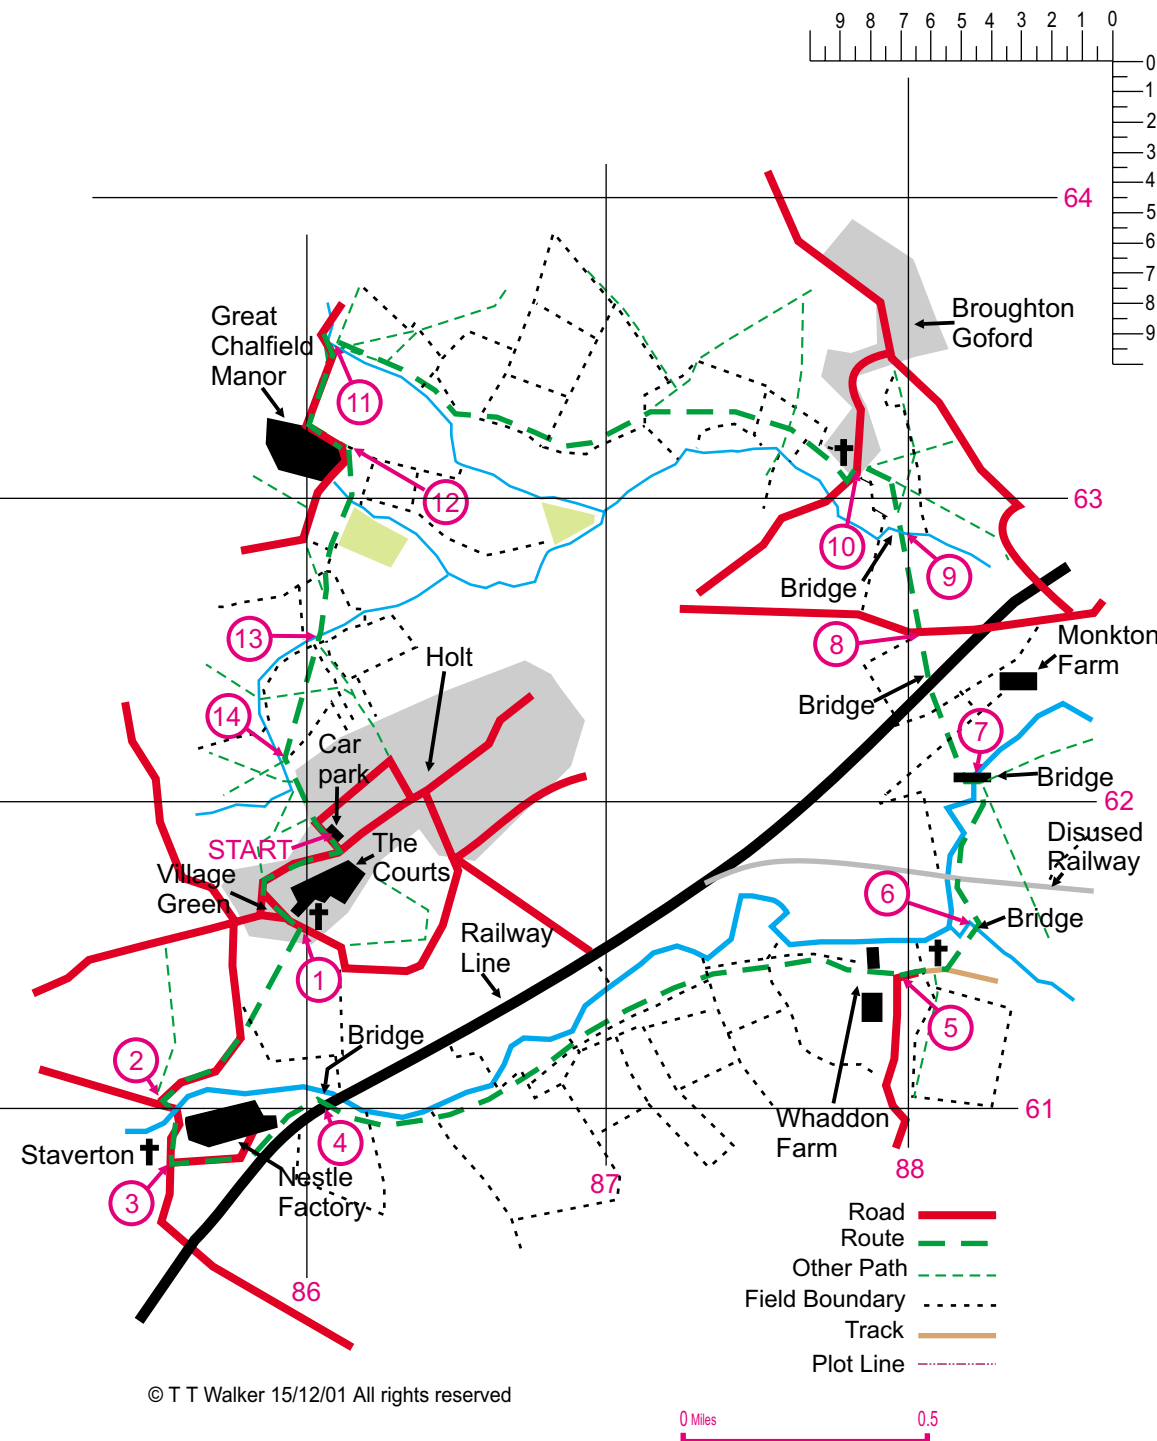 9 8 7 6 5 4 3 2 1 0
0
1
2
3
4
5
6
7
8
9
64
Broughton
Goford
Great
Chalfield
Manor
11
12
63
10
Bridge
9
13
8
Monkton
Farm
Holt
Bridge
14
7
Car
park
Bridge
62
START
The
Courts
Disused
Railway
Village
Green
6
Bridge
Railway
Line
1
5
Bridge
2
Whaddon
Farm
61
4
Staverton
88
87
Nestle
Factory
3
Road
Route
Other Path
86
Field Boundary
Track
Plot Line
© T T Walker 15/12/01 All rights reserved
0 Miles 0.5